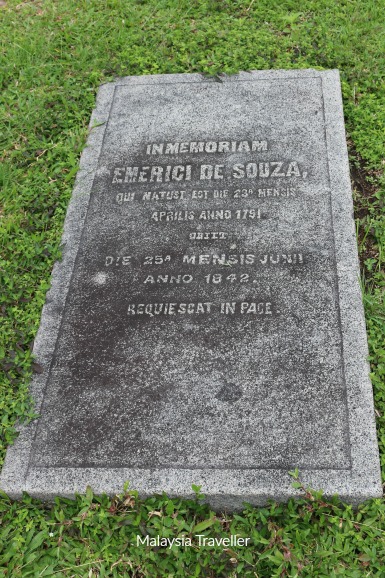 IN MEMORIAM
EMERICI DE SOUZA,
QUI NATUST EST DIE 23ª MENSIS
APRILIS ANNO 1791
OBIIT
DIE 25ª MENSIS JUNII
ANNO 1842.
REQUIESCAT IN PACE.
Malaysia Traveller